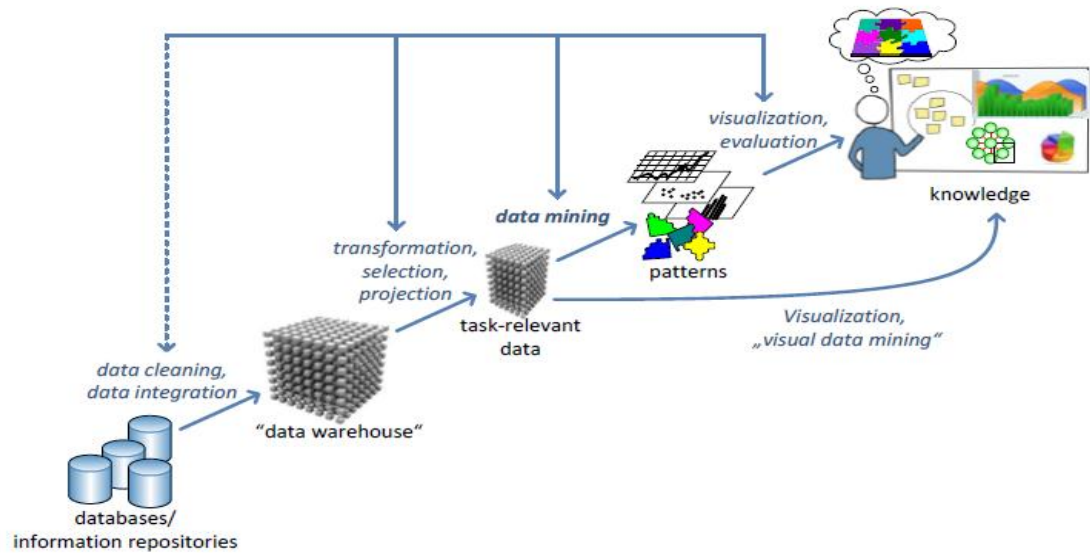 visualization,
evaluation
knowledge
data mining
patterns
transformation,
selection,
projection
task-relevant
data
Visualization,
„visual data mining“
data cleaning,
data integration
“data warehouse“
databases/
information repositories